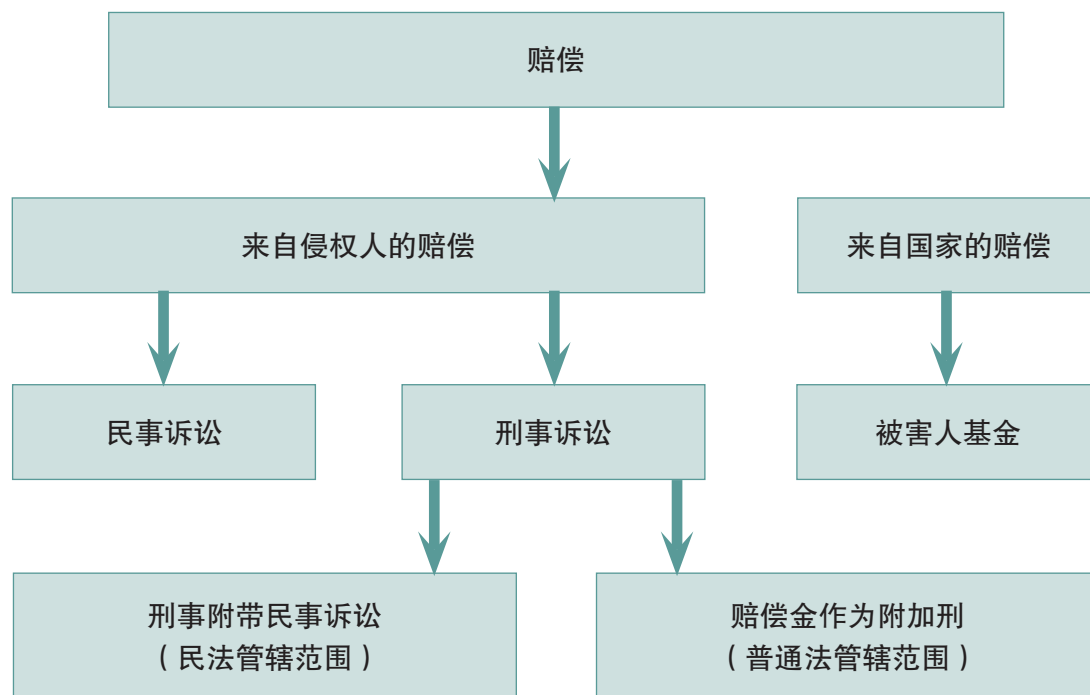 赔偿
来自侵权人的赔偿
来自国家的赔偿
民事诉讼
刑事诉讼
被害人基金
刑事附带民事诉讼
（民法管辖范围）
赔偿金作为附加刑
（普通法管辖范围）